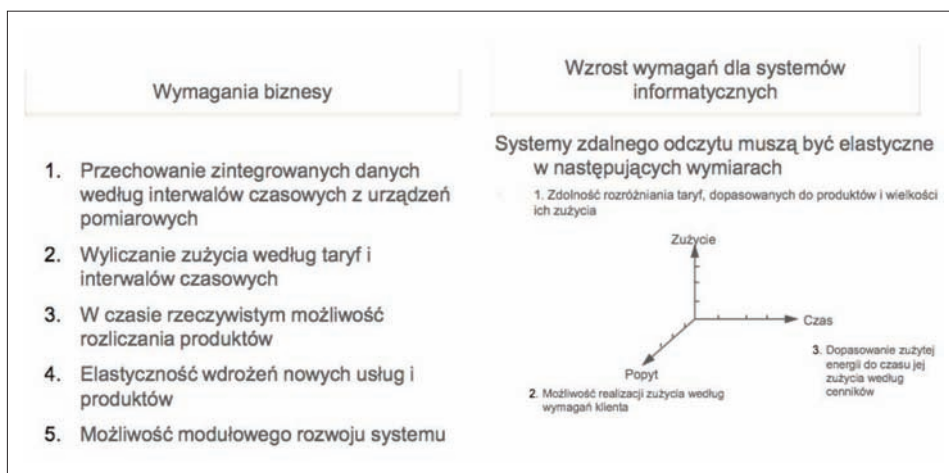 Wymagania biznesy
1. Przechowanie zintegrowanych danych
według interwałów czasowych z urządzeń
pomiarowych
2. Wyliczanie zużycia według taryf i
interwałów czasowych
3. W czasie rzeczywistym możliwość
rozliczania produktów
4. Elastyczność wdrożeń nowych usług i
produktów
5. Możliwość modułowego rozwoju systemu
Wzrost wymagań dla systemów
informatycznych
Systemy zdalnego odczytu muszą być elastyczne
w następujących wymiarach
1. Zdolność rozróżniania taryf, dopasowanych do produktów i wielkości
ich zużycia
Zużycie
Czas
Popyt
2. Możliwość realizacji zużycia według
wymagań klienta
3. Dopasowanie zużytej
energii do czasu jej
zużycia według
cenników